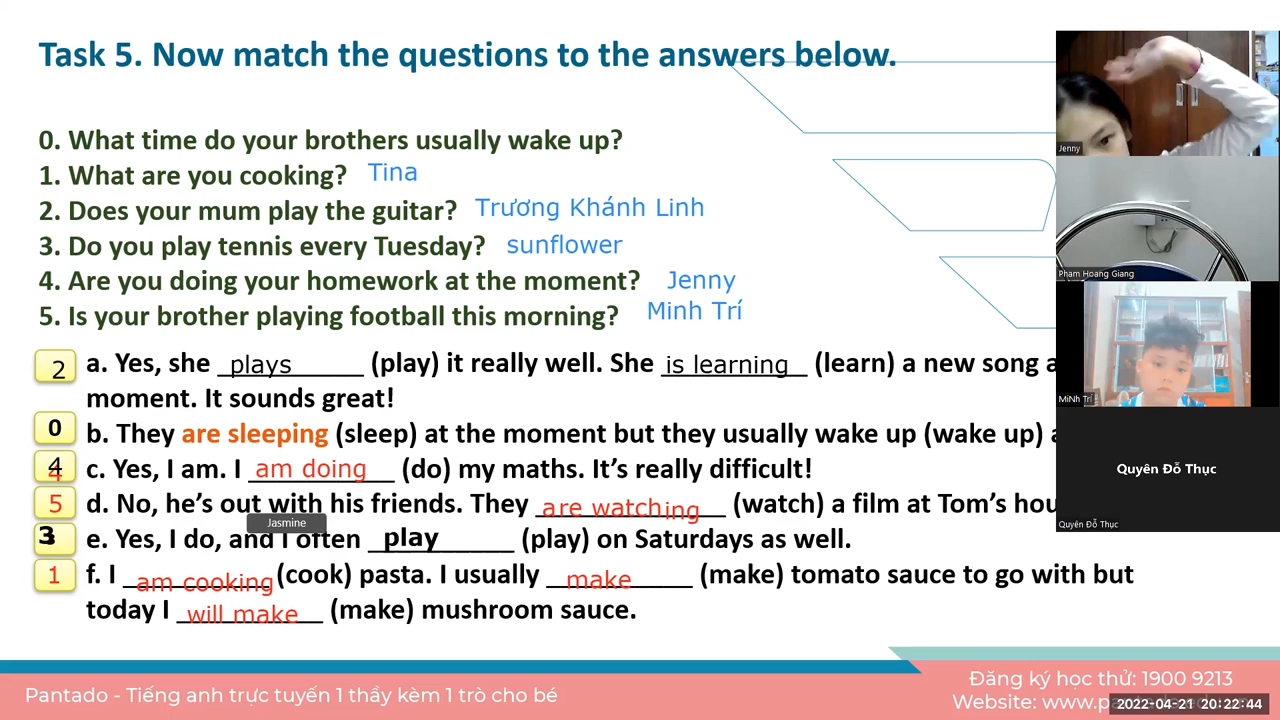 Task 5. Now match the questions to the answers below.
0. What time do your brothers usually wake up?
1. What are you cooking? Tina
2. Does your mum play the guitar? Trương Khánh Linh
3. Do you play tennis every Tuesday? sunflower
4. Are you doing your homework at the moment? Jenny
5. Is your brother playing football this morning? Minh Trí
2 a. Yes, she plays (play) it really well. She is learning (learn) a new song a
moment. It sounds great!
0 b. They are sleeping (sleep) at the moment but they usually wake up (wake up) a
4 c. Yes, I am. I am doing (do) my maths. It's really difficult!
5 d. No, he's out with his friends. They are watching (watch) a film at Tom's hou
Jasmine
3 e. Yes, I do, and I often play (play) on Saturdays as well.
1 f. I am cooking (cook) pasta. I usually make (make) tomato sauce to go with but
today I will make (make) mushroom sauce.
Jenny
Phạm Hoang Giang
MiNh Trí
Quyên Đỗ Thục
Quyên Đỗ Thục
Pantado - Tiếng anh trực tuyến 1 thầy kèm 1 trò cho bé
Đăng ký học thử: 1900 9213
Website: www.p
2022-04-21 20:22:44